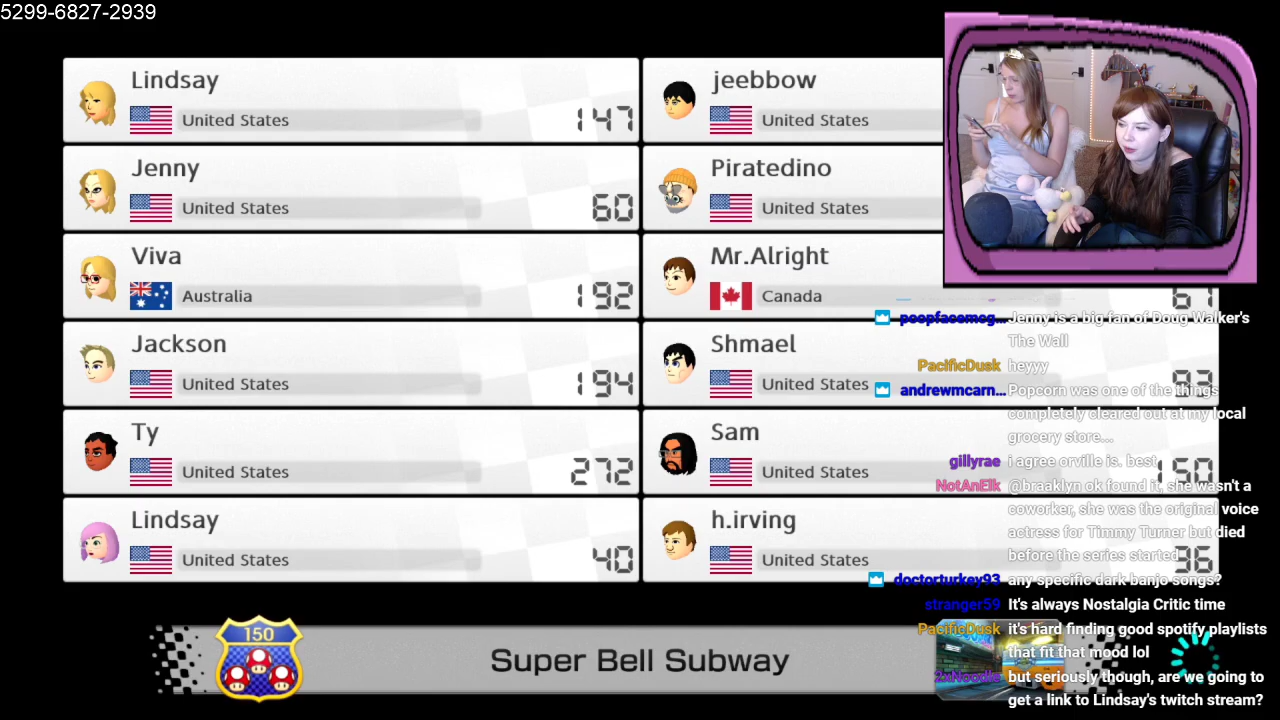 5299-6827-2939
Lindsay
United States
147
jeebbow
United States
Jenny
United States
60
Piratedino
United States
Viva
Australia
192
Mr.Alright
Canada
61
Jackson
United States
194
Shmael
United States
93
Ty
United States
272
Sam
United States
150
Lindsay
United States
40
h.irving
United States
36
150
Super Bell Subway
poopfacemcg... Jenny is a big fan of Doug Walker's
The Wall
PacificDusk heyyy
andrewmcarn... Popcorn was one of the things
completely cleared out at my local
grocery store...
gillyrae i agree orville is. best
NotAnElk @braaklyn ok found it, she wasn't a
coworker, she was the original voice
actress for Timmy Turner but died
before the series started
doctorturkey93 any specific dark banjo songs?
stranger59 It's always Nostalgia Critic time
PacificDusk it's hard finding good spotify playlists
that fit that mood lol
2xNoodle but seriously though, are we going to
get a link to Lindsay's twitch stream?